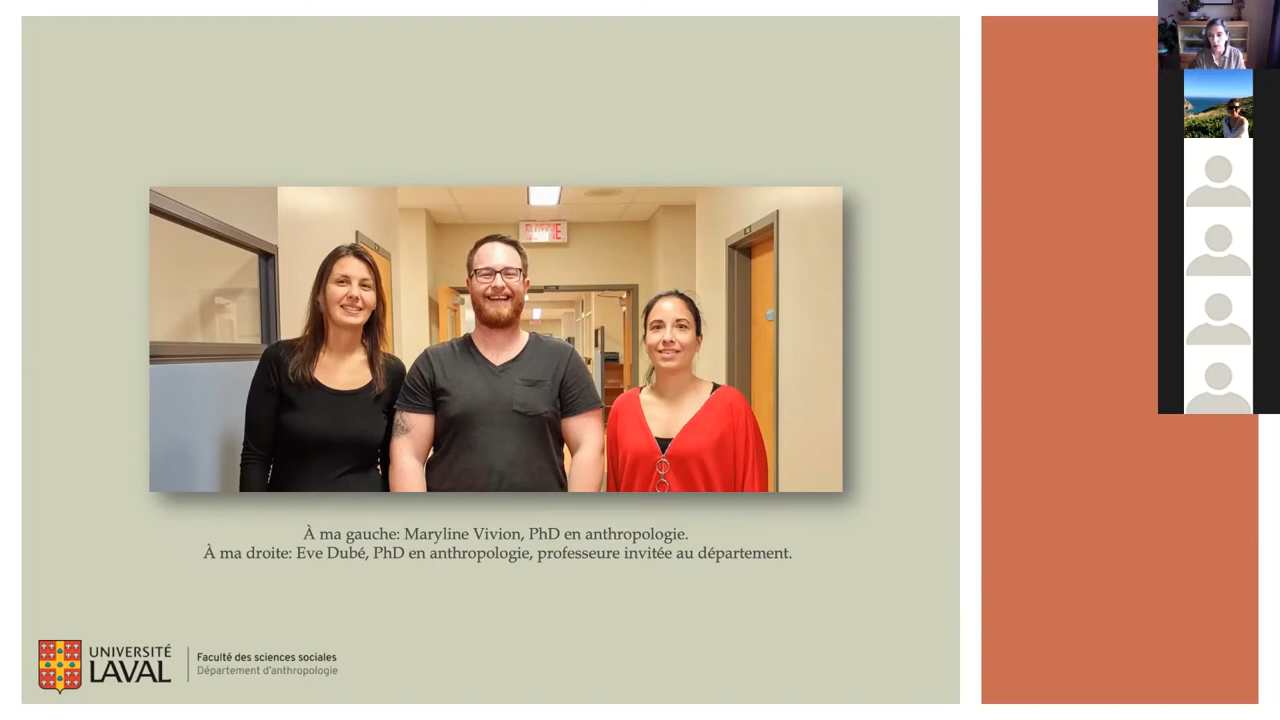 À ma gauche: Maryline Vivion, PhD en anthropologie.
À ma droite: Eve Dubé, PhD en anthropologie, professeure invitée au département.
UNIVERSITÉ
LAVAL
Faculté des sciences sociales
Département d'anthropologie